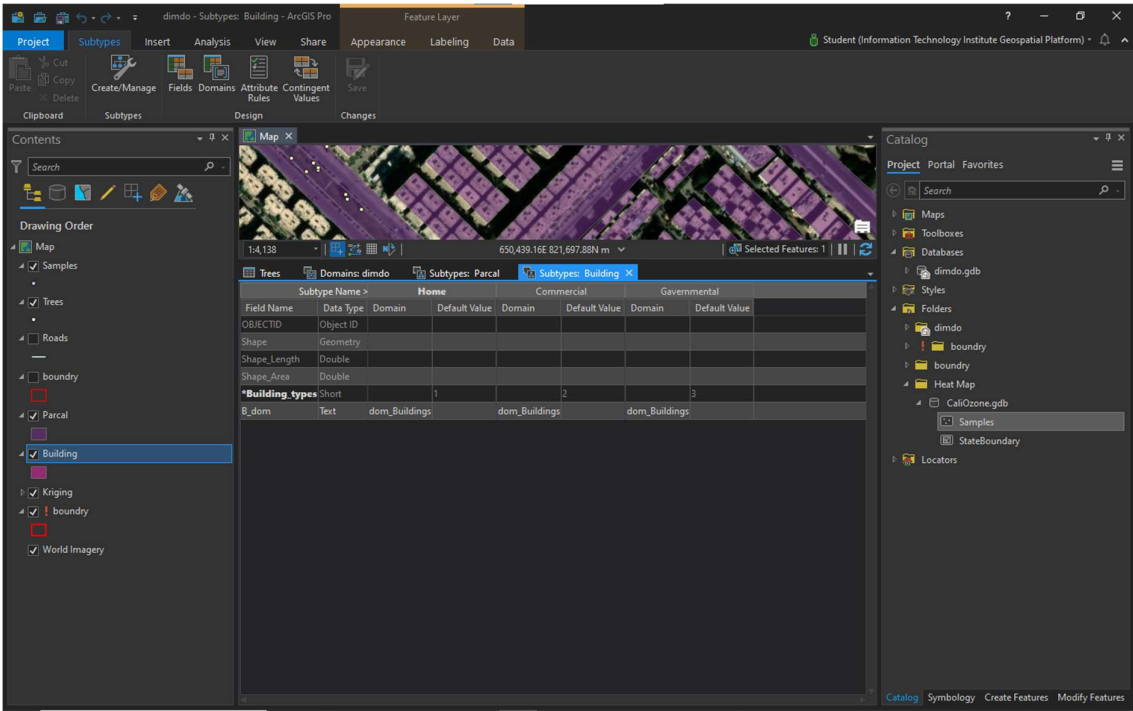 dimdo - Subtypes: Building - ArcGIS Pro
Feature Layer
?
Project Subtypes Insert Analysis View Share Appearance Labeling Data
Student (Information Technology Institute Geospatial Platform)
Paste
Cut
Copy
Delete
Create/Manage
Fields
Domains
Attribute Rules
Contingent Values
Save
Clipboard Subtypes Design Changes
Contents
Search
Drawing Order
Map
Samples
Trees
Roads
boundry
Parcal
Building
Kriging
! boundry
World Imagery
Map
1:4,138
650,439.16E 821,697.88N m
Selected Features: 1
Trees Domains: dimdo Subtypes: Parcal Subtypes: Building
Subtype Name > Home Commercial Gavernmental
Field Name Data Type Domain Default Value Domain Default Value Domain Default Value
OBJECTID Object ID
Shape Geometry
Shape_Length Double
Shape_Area Double
*Building_types Short 1 2 3
B_dom Text dom_Buildings dom_Buildings dom_Buildings
Catalog
Project Portal Favorites
Search
Maps
Toolboxes
Databases
dimdo.gdb
Styles
Folders
dimdo
! boundry
boundry
Heat Map
CaliOzone.gdb
Samples
StateBoundary
Locators
Catalog Symbology Create Features Modify Features